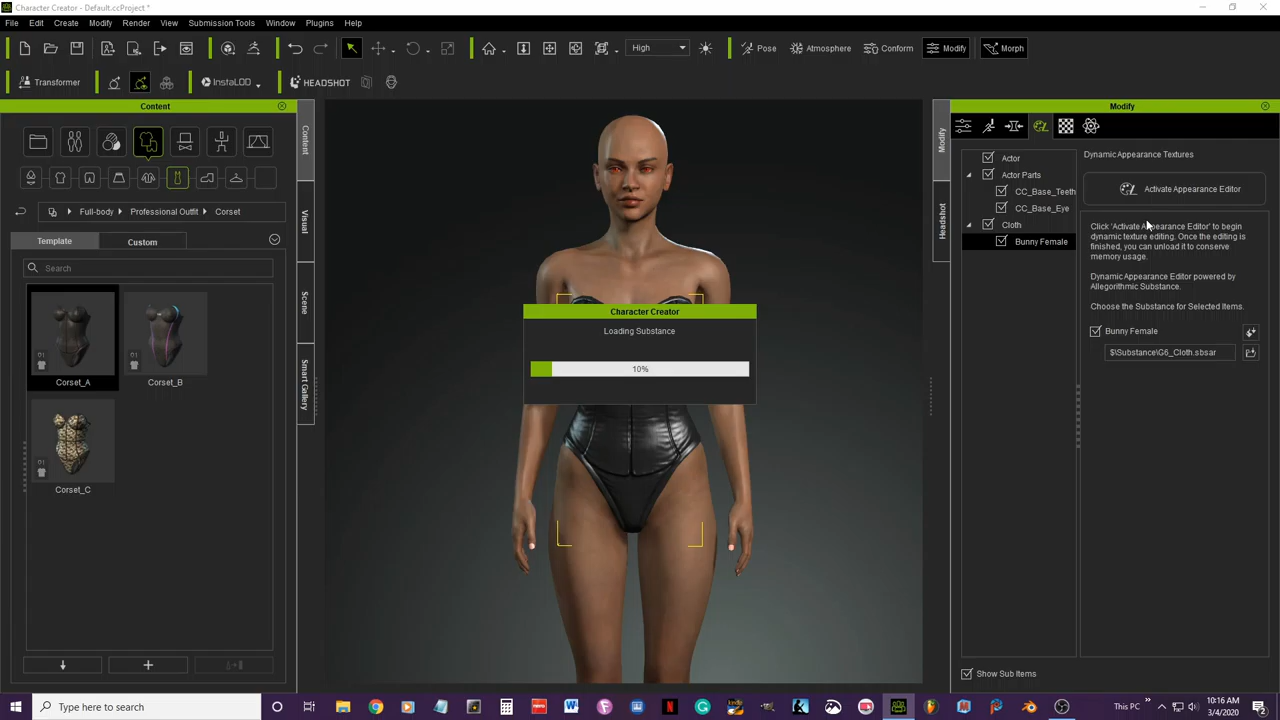 Character Creator - Default.ccProject *
File Edit Create Modify Render View Submission Tools Window Plugins Help
High Pose Atmosphere Conform Modify Morph
Transformer InstaLOD HEADSHOT
Content
Modify
Content
Visual
Scene
Smart Gallery
Modify
Headshot
Full-body Professional Outfit Corset
Template Custom
Search
01
Corset_A
01
Corset_B
01
Corset_C
Character Creator
Loading Substance
10%
Actor
Actor Parts
CC_Base_Teeth
CC_Base_Eye
Cloth
Bunny Female
Show Sub Items
Dynamic Appearance Textures
Activate Appearance Editor
Click 'Activate Appearance Editor' to begin
dynamic texture editing. Once the editing is
finished, you can unload it to conserve
memory usage.
Dynamic Appearance Editor powered by
Allegorithmic Substance.
Choose the Substance for Selected Items.
Bunny Female
$\Substance\G6_Cloth.sbsar
Type here to search
This PC
10:16 AM
3/4/2020